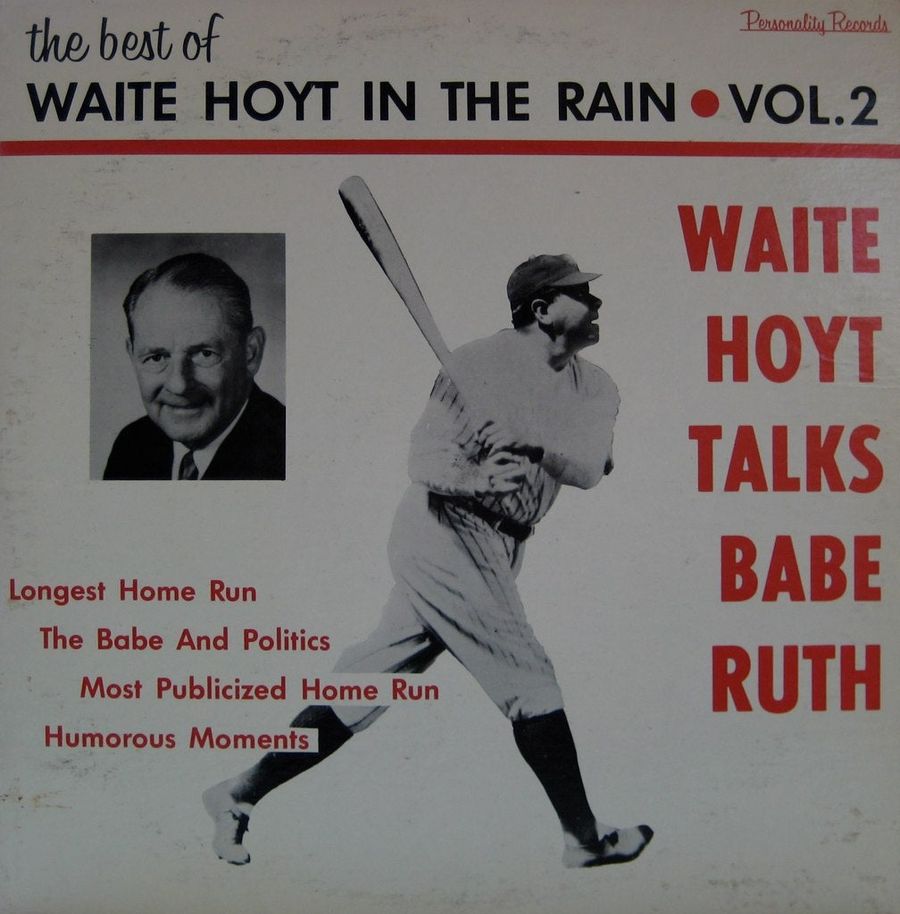 Personality Records
the best of
WAITE HOYT IN THE RAIN • VOL.2
WAITE
HOYT
TALKS
BABE
RUTH
Longest Home Run
The Babe And Politics
Most Publicized Home Run
Humorous Moments